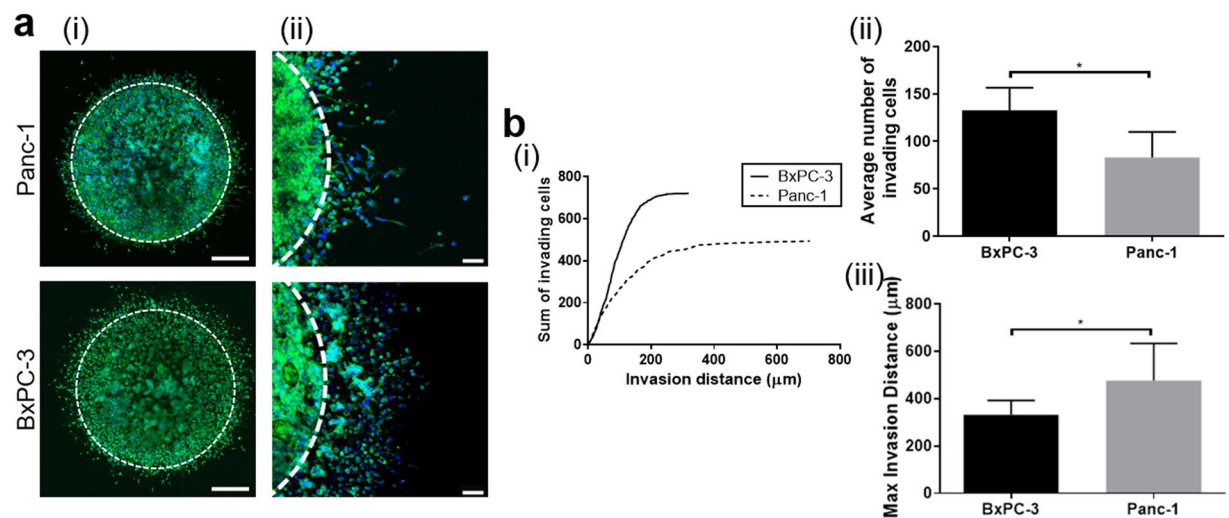 a
(i)
(ii)
Panc-1
BxPC-3
b
(i)
Sum of invading cells
800
600
400
200
0
0 200 400 600 800
Invasion distance (μm)
BxPC-3
Panc-1
(ii)
Average number of
invading cells
200
150
100
50
0
*
BxPC-3 Panc-1
(iii)
Max Invasion Distance (μm)
800
600
400
200
0
*
BxPC-3 Panc-1